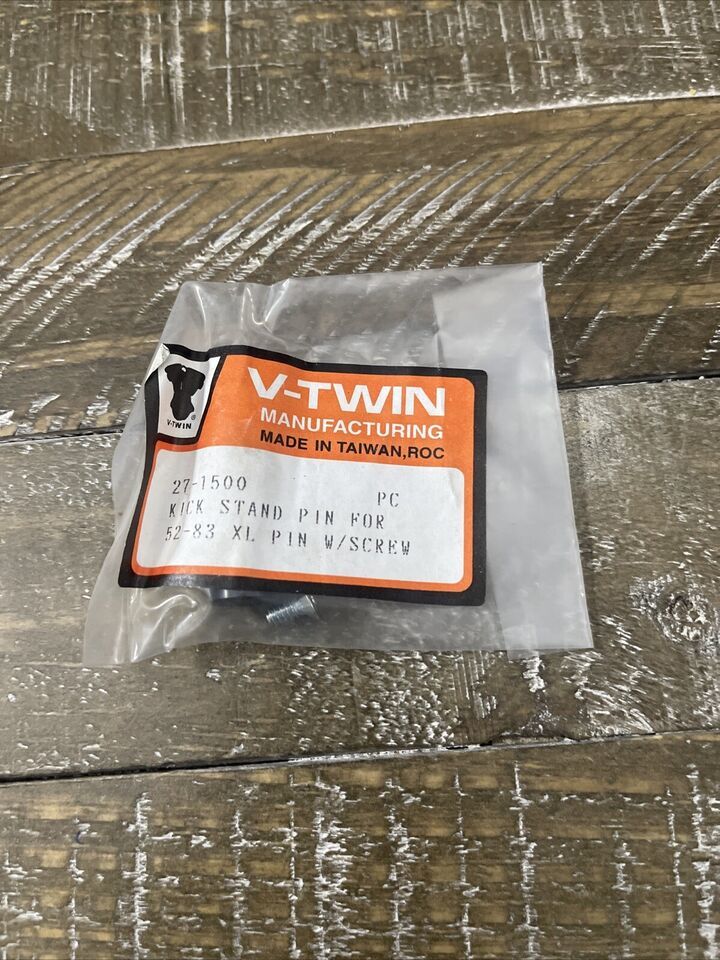 V-TWIN
®
V-TWIN
MANUFACTURING
MADE IN TAIWAN,ROC
27-1500 PC
KICK STAND PIN FOR
52-83 XL PIN W/SCREW